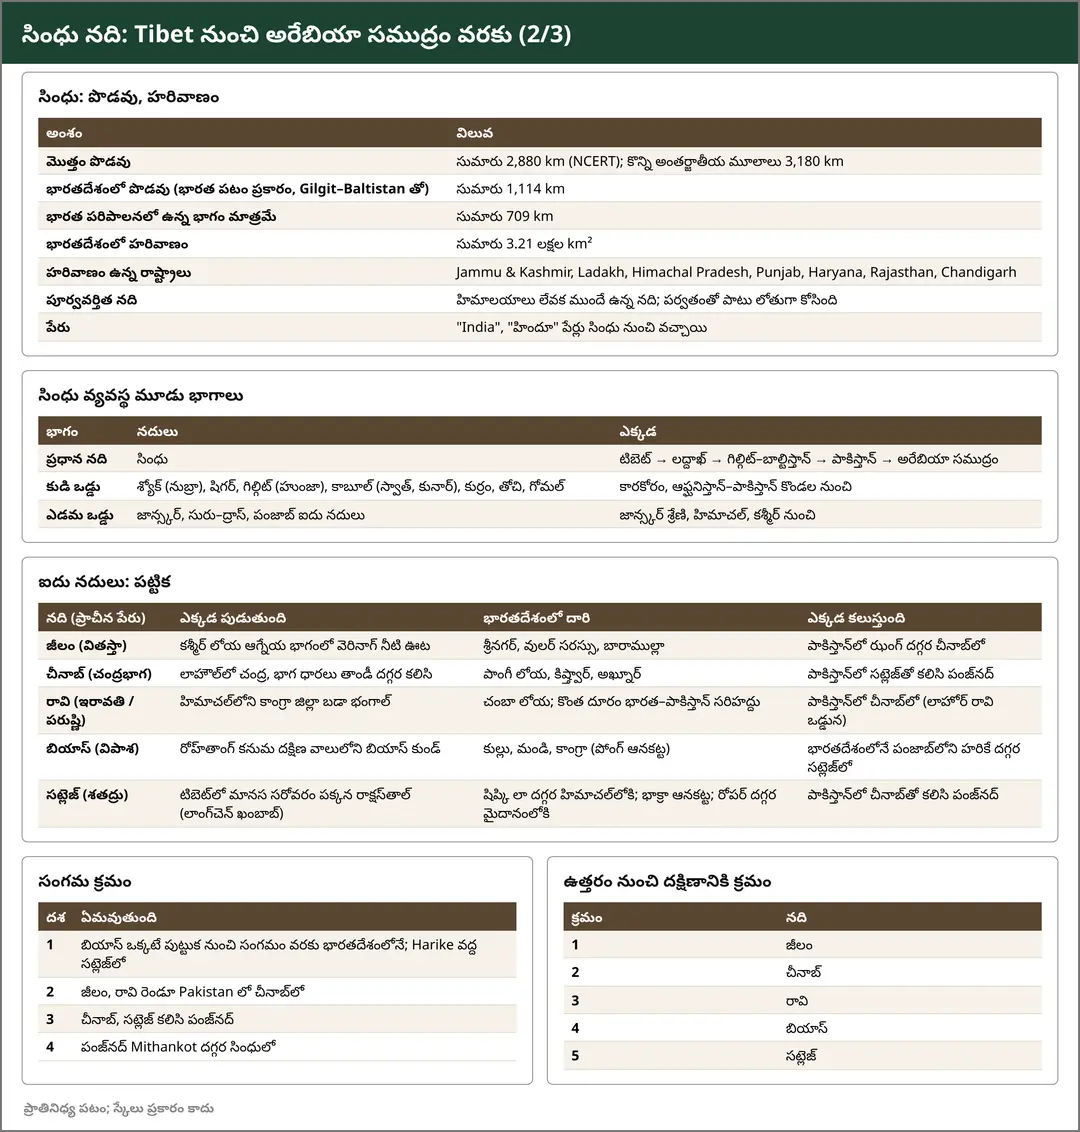 సింధు నది: Tibet నుంచి అరేబియా సముద్రం వరకు (2/3)
సింధు: పొడవు, హరివాణం
అంశం విలువ
మొత్తం పొడవు సుమారు 2,880 km (NCERT); కొన్ని అంతర్జాతీయ మూలాలు 3,180 km
భారతదేశంలో పొడవు (భారత పటం ప్రకారం, Gilgit–Baltistan తో) సుమారు 1,114 km
భారత పరిపాలనలో ఉన్న భాగం మాత్రమే సుమారు 709 km
భారతదేశంలో హరివాణం సుమారు 3.21 లక్షల km²
హరివాణం ఉన్న రాష్ట్రాలు Jammu & Kashmir, Ladakh, Himachal Pradesh, Punjab, Haryana, Rajasthan, Chandigarh
పూర్వవర్తిత నది హిమాలయాలు లేవక ముందే ఉన్న నది; పర్వతంతో పాటు లోతుగా కోసింది
పేరు "India", "హిందూ" పేర్లు సింధు నుంచి వచ్చాయి
సింధు వ్యవస్థ మూడు భాగాలు
భాగం నదులు ఎక్కడ
ప్రధాన నది సింధు టిబెట్ → లద్దాఖ్ → గిల్గిట్–బాల్టిస్తాన్ → పాకిస్తాన్ → అరేబియా సముద్రం
కుడి ఒడ్డు శ్యోక్ (నుబ్రా), షిగర్, గిల్గిట్ (హుంజా), కాబూల్ (స్వాత్, కునార్), కుర్రం, తోచి, గోమల్ కారకోరం, ఆఫ్ఘనిస్తాన్–పాకిస్తాన్ కొండల నుంచి
ఎడమ ఒడ్డు జాన్స్కర్, సురు–ద్రాస్, పంజాబ్ ఐదు నదులు జాన్స్కర్ శ్రేణి, హిమాచల్, కశ్మీర్ నుంచి
ఐదు నదులు: పట్టిక
నది (ప్రాచీన పేరు) ఎక్కడ పుడుతుంది భారతదేశంలో దారి ఎక్కడ కలుస్తుంది
జీలం (వితస్తా) కశ్మీర్ లోయ ఆగ్నేయ భాగంలో వెరినాగ్ నీటి ఊట శ్రీనగర్, వులర్ సరస్సు, బారాముల్లా పాకిస్తాన్‌లో ఝంగ్ దగ్గర చీనాబ్‌లో
చీనాబ్ (చంద్రభాగ) లాహౌల్‌లో చంద్ర, భాగ ధారలు తాండీ దగ్గర కలిసి పాంగీ లోయ, కిష్త్వార్, అఖ్నూర్ పాకిస్తాన్‌లో సట్లెజ్‌తో కలిసి పంజ్‌నద్
రావి (ఇరావతి / హిమాచల్‌లోని కాంగ్రా జిల్లా బడా భంగాల్ చంబా లోయ; కొంత దూరం భారత–పాకిస్తాన్ సరిహద్దు పాకిస్తాన్‌లో చీనాబ్‌లో (లాహోర్ రావి
పరుష్ణి) ఒడ్డున)
బియాస్ (విపాశ) రోహ్‌తాంగ్ కనుమ దక్షిణ వాలులోని బియాస్ కుండ్ కుల్లు, మండి, కాంగ్రా (పోంగ్ ఆనకట్ట) భారతదేశంలోనే పంజాబ్‌లోని హరికే దగ్గర
సట్లెజ్‌లో
సట్లెజ్ (శతద్రు) టిబెట్‌లో మానస సరోవరం పక్కన రాక్షస్‌తాల్ షిప్కి లా దగ్గర హిమాచల్‌లోకి; భాక్రా ఆనకట్ట; రోపర్ దగ్గర పాకిస్తాన్‌లో చీనాబ్‌తో కలిసి పంజ్‌నద్
(లాంగ్‌చెన్ ఖంబాబ్) మైదానంలోకి
సంగమ క్రమం
దశ ఏమవుతుంది
1 బియాస్ ఒక్కటే పుట్టుక నుంచి సంగమం వరకు భారతదేశంలోనే; Harike వద్ద
సట్లెజ్‌లో
2 జీలం, రావి రెండూ Pakistan లో చీనాబ్‌లో
3 చీనాబ్, సట్లెజ్ కలిసి పంజ్‌నద్
4 పంజ్‌నద్ Mithankot దగ్గర సింధులో
ఉత్తరం నుంచి దక్షిణానికి క్రమం
క్రమం నది
1 జీలం
2 చీనాబ్
3 రావి
4 బియాస్
5 సట్లెజ్
ప్రాతినిధ్య పటం; స్కేలు ప్రకారం కాదు